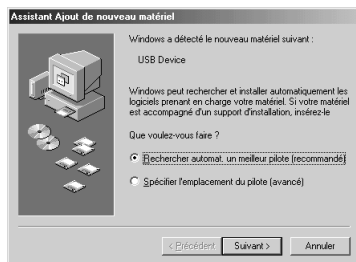 Assistant Ajout de nouveau matériel
Windows a détecté le nouveau matériel suivant :
USB Device
Windows peut rechercher et installer automatiquement les
logiciels prenant en charge votre matériel. Si votre matériel
est accompagné d'un support d'installation, insérez-le
Que voulez-vous faire ?
Rechercher automat. un meilleur pilote (recommandé)
Spécifier l'emplacement du pilote (avancé)
< Précédent Suivant > Annuler